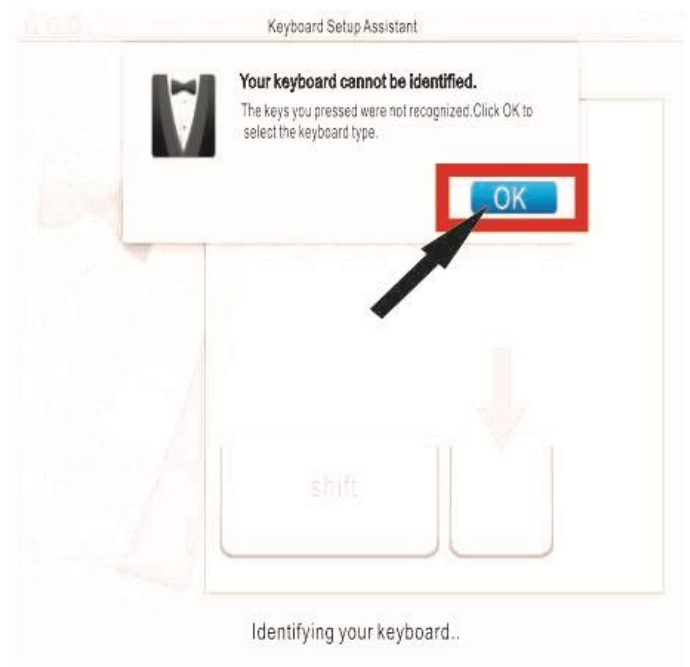 Keyboard Setup Assistant
Your keyboard cannot be identified.
The keys you pressed were not recognized.Click OK to
select the keyboard type.
OK
shift
Identifying your keyboard..